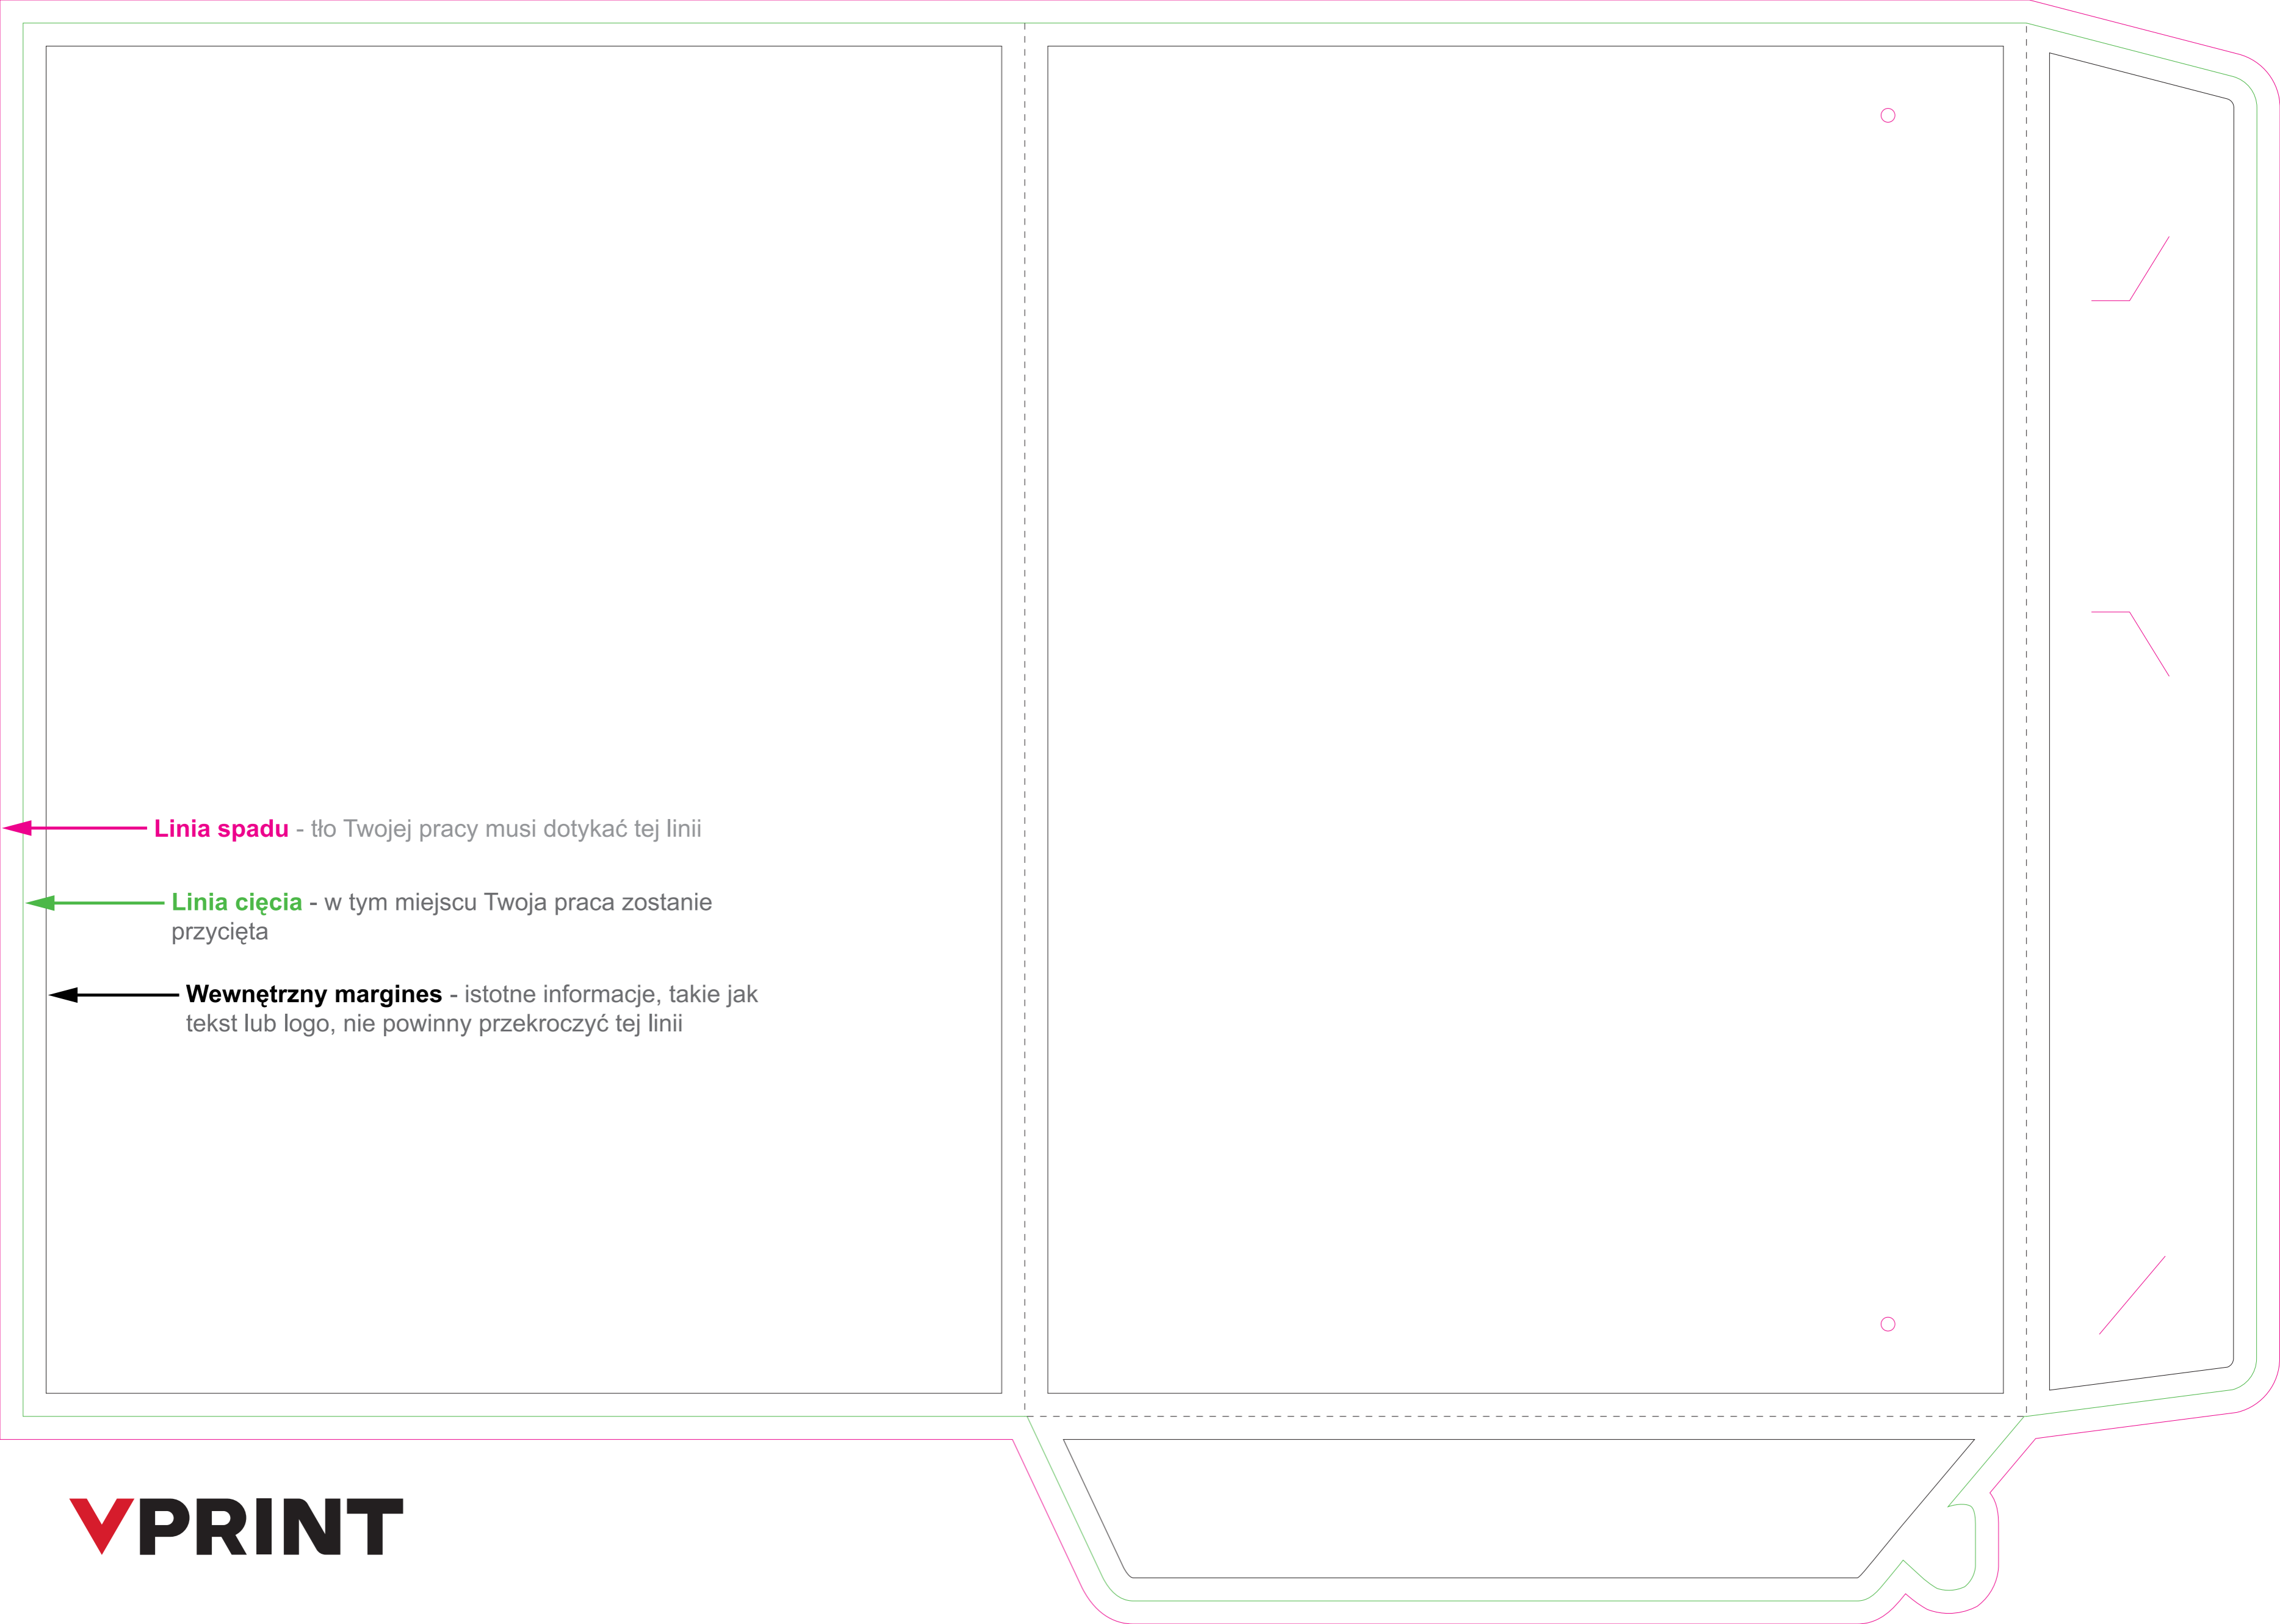 Linia spadu - tło Twojej pracy musi dotykać tej linii
Linia cięcia - w tym miejscu Twoja praca zostanie
przycięta
Wewnętrzny margines - istotne informacje, takie jak
tekst lub logo, nie powinny przekroczyć tej linii
VPRINT